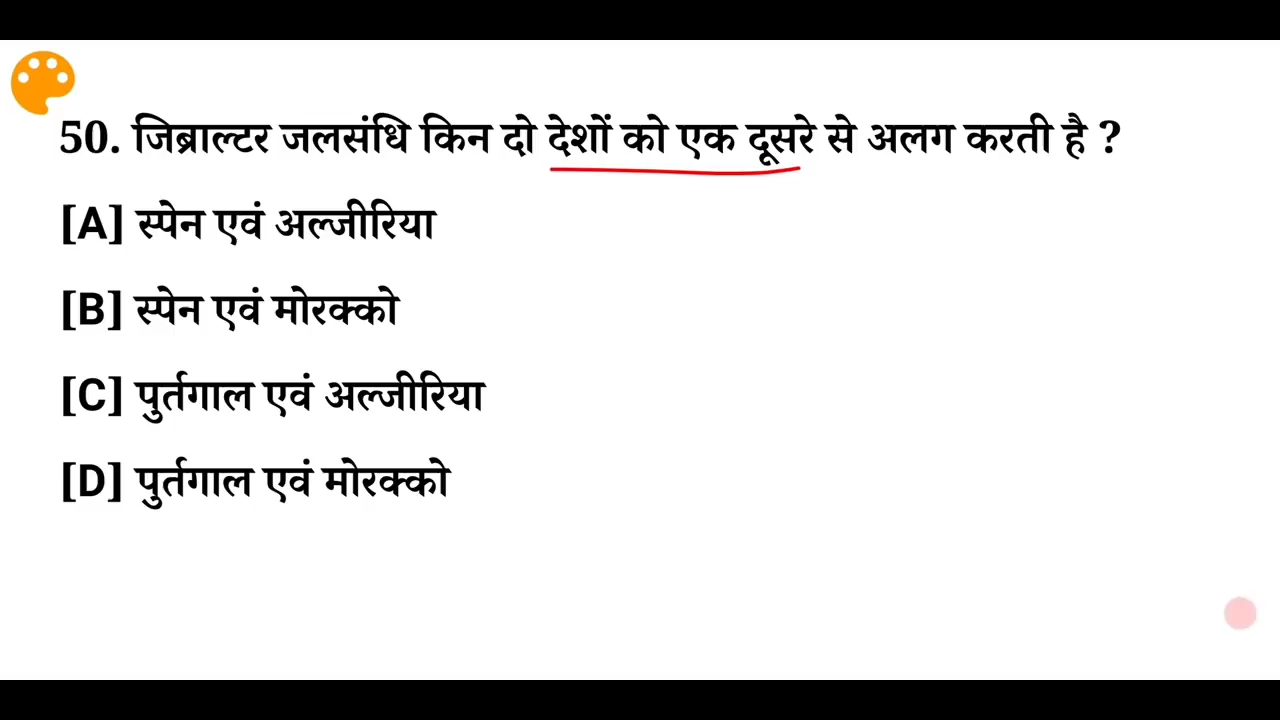 50. जिब्राल्टर जलसंधि किन दो देशों को एक दूसरे से अलग करती है ?
[A] स्पेन एवं अल्जीरिया
[B] स्पेन एवं मोरक्को
[C] पुर्तगाल एवं अल्जीरिया
[D] पुर्तगाल एवं मोरक्को